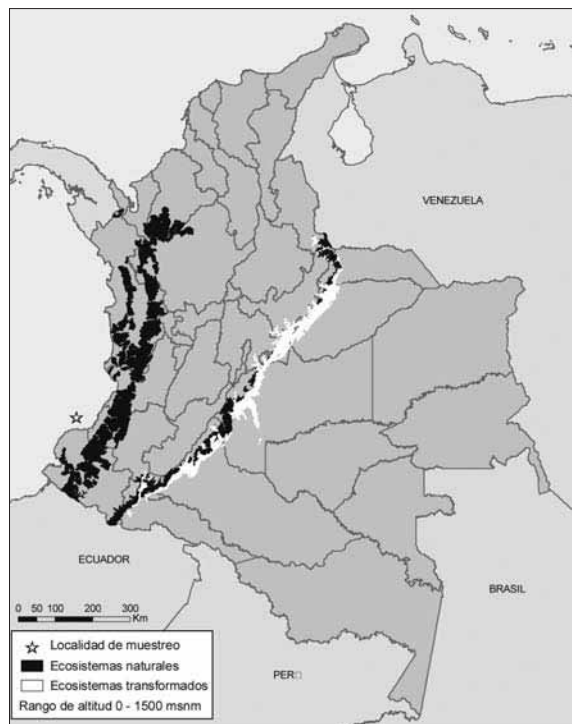 VENEZUELA
ECUADOR
BRASIL
PER□
0 50 100 200 300
Km
Localidad de muestreo
Ecosistemas naturales
Ecosistemas transformados
Rango de altitud 0 - 1500 msnm